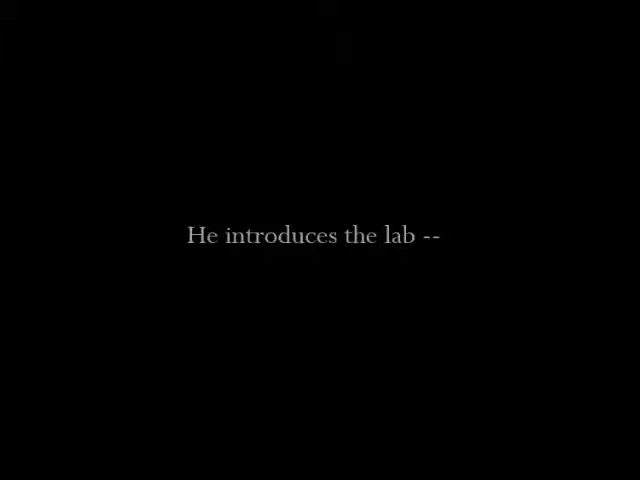 He introduces the lab --